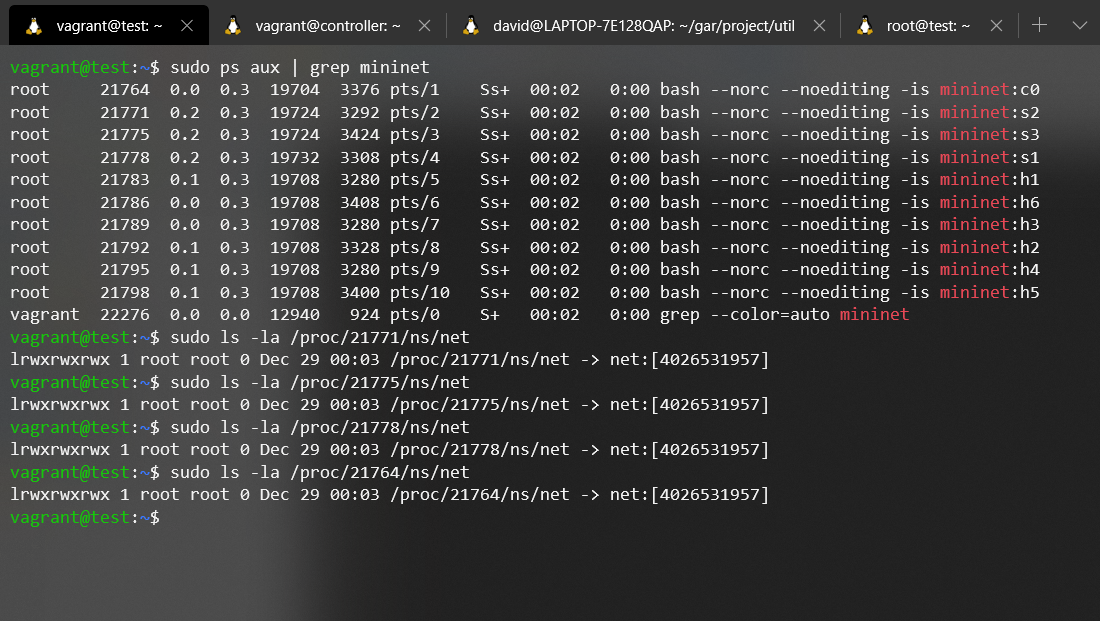 vagrant@test: ~ vagrant@controller: ~ david@LAPTOP-7E128QAP: ~/gar/project/util root@test: ~
vagrant@test:~$ sudo ps aux | grep mininet
root     21764  0.0  0.3  19704  3376 pts/1    Ss+  00:02   0:00 bash --norc --noediting -is mininet:c0
root     21771  0.2  0.3  19724  3292 pts/2    Ss+  00:02   0:00 bash --norc --noediting -is mininet:s2
root     21775  0.2  0.3  19724  3424 pts/3    Ss+  00:02   0:00 bash --norc --noediting -is mininet:s3
root     21778  0.2  0.3  19732  3308 pts/4    Ss+  00:02   0:00 bash --norc --noediting -is mininet:s1
root     21783  0.1  0.3  19708  3280 pts/5    Ss+  00:02   0:00 bash --norc --noediting -is mininet:h1
root     21786  0.0  0.3  19708  3408 pts/6    Ss+  00:02   0:00 bash --norc --noediting -is mininet:h6
root     21789  0.0  0.3  19708  3280 pts/7    Ss+  00:02   0:00 bash --norc --noediting -is mininet:h3
root     21792  0.1  0.3  19708  3328 pts/8    Ss+  00:02   0:00 bash --norc --noediting -is mininet:h2
root     21795  0.1  0.3  19708  3280 pts/9    Ss+  00:02   0:00 bash --norc --noediting -is mininet:h4
root     21798  0.1  0.3  19708  3400 pts/10   Ss+  00:02   0:00 bash --norc --noediting -is mininet:h5
vagrant  22276  0.0  0.0  12940   924 pts/0    S+   00:02   0:00 grep --color=auto mininet
vagrant@test:~$ sudo ls -la /proc/21771/ns/net
lrwxrwxrwx 1 root root 0 Dec 29 00:03 /proc/21771/ns/net -> net:[4026531957]
vagrant@test:~$ sudo ls -la /proc/21775/ns/net
lrwxrwxrwx 1 root root 0 Dec 29 00:03 /proc/21775/ns/net -> net:[4026531957]
vagrant@test:~$ sudo ls -la /proc/21778/ns/net
lrwxrwxrwx 1 root root 0 Dec 29 00:03 /proc/21778/ns/net -> net:[4026531957]
vagrant@test:~$ sudo ls -la /proc/21764/ns/net
lrwxrwxrwx 1 root root 0 Dec 29 00:03 /proc/21764/ns/net -> net:[4026531957]
vagrant@test:~$